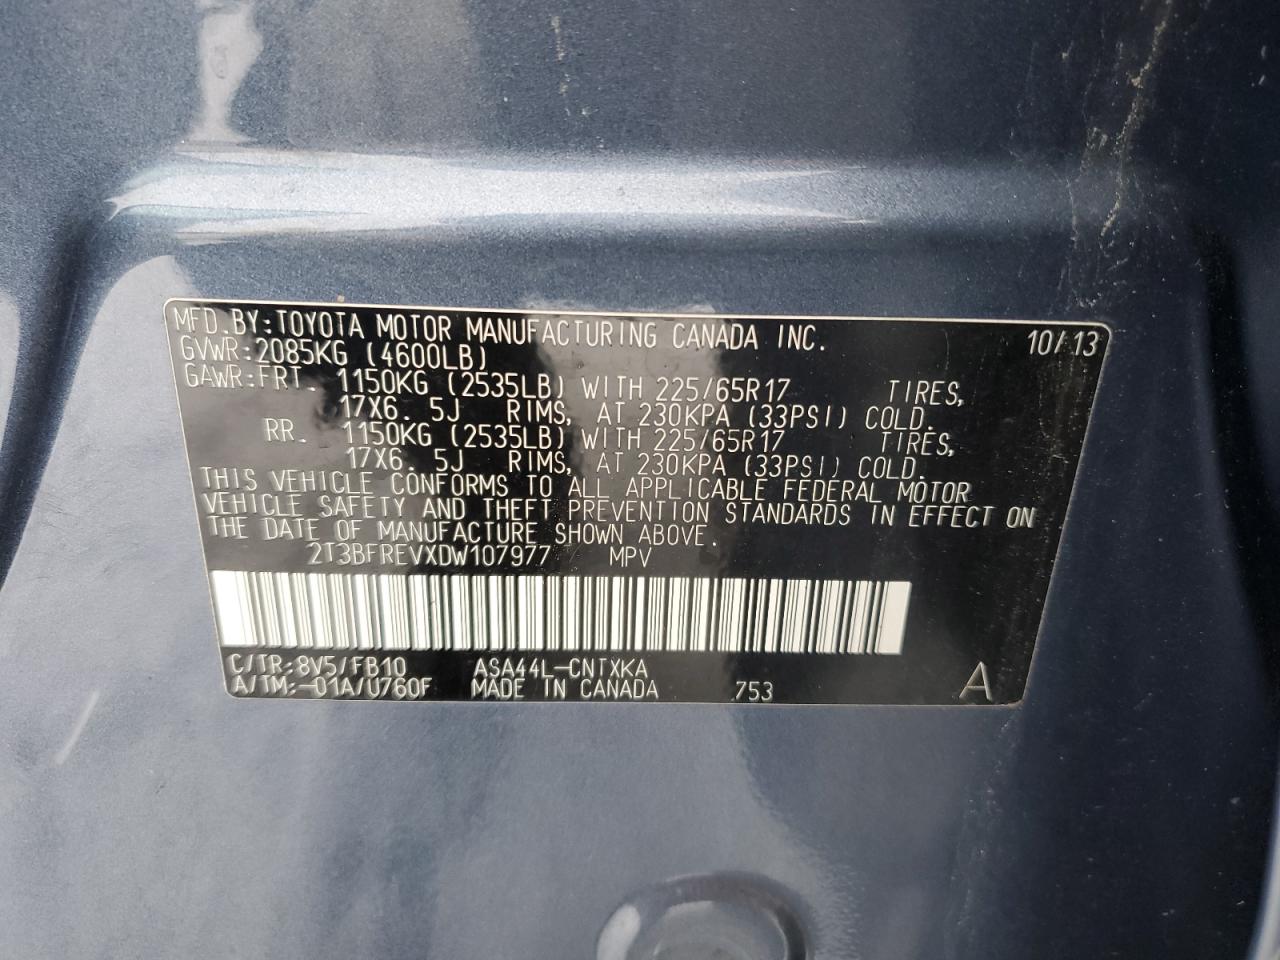 MFD.BY:TOYOTA MOTOR MANUFACTURING CANADA INC. 10/13
GVWR:2085KG (4600LB)
GAWR:FRT. 1150KG (2535LB) WITH 225/65R17 TIRES,
17X6.5J RIMS, AT 230KPA (33PSI) COLD.
RR. 1150KG (2535LB) WITH 225/65R17 TIRES,
17X6.5J RIMS, AT 230KPA (33PSI) COLD.
THIS VEHICLE CONFORMS TO ALL APPLICABLE FEDERAL MOTOR
VEHICLE SAFETY AND THEFT PREVENTION STANDARDS IN EFFECT ON
THE DATE OF MANUFACTURE SHOWN ABOVE.
2T3BFREVXDW107977 MPV
C/TR:8V5/FB10 ASA44L-CNTXKA
A/TM:-01A/U760F MADE IN CANADA 753 A